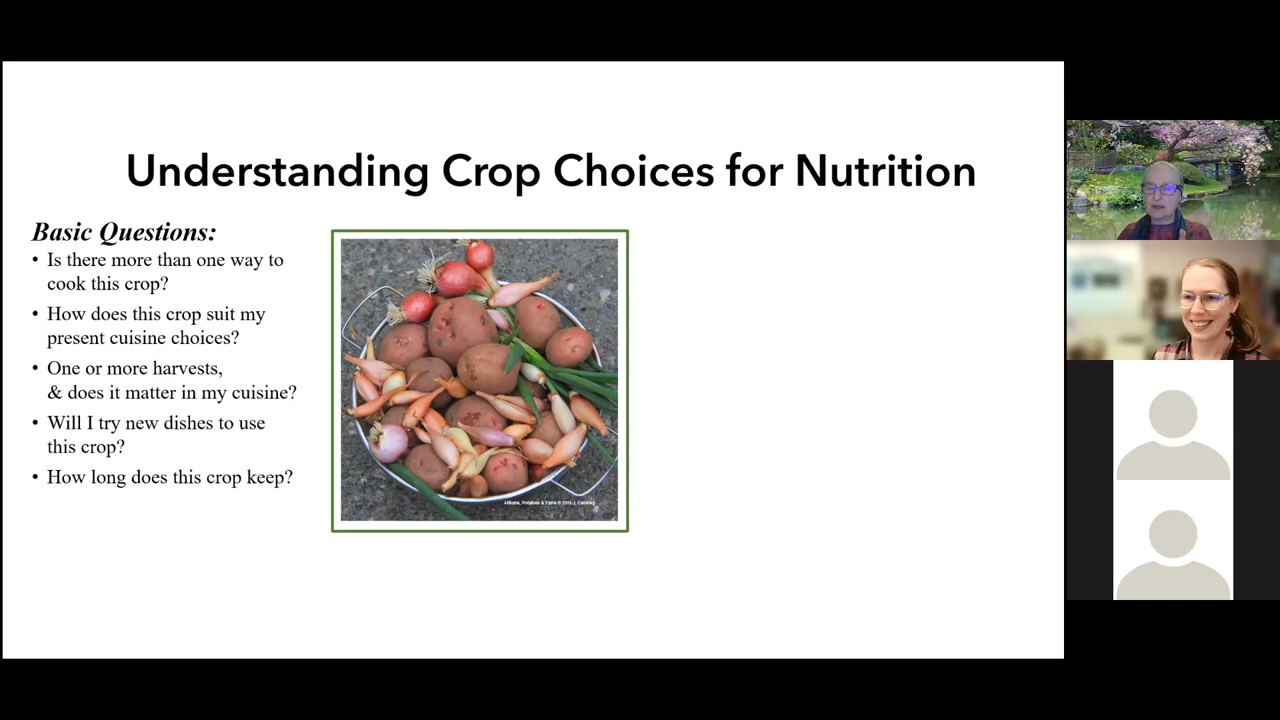 Understanding Crop Choices for Nutrition
Basic Questions:
• Is there more than one way to
cook this crop?
• How does this crop suit my
present cuisine choices?
• One or more harvests,
& does it matter in my cuisine?
• Will I try new dishes to use
this crop?
• How long does this crop keep?
Potatoes &